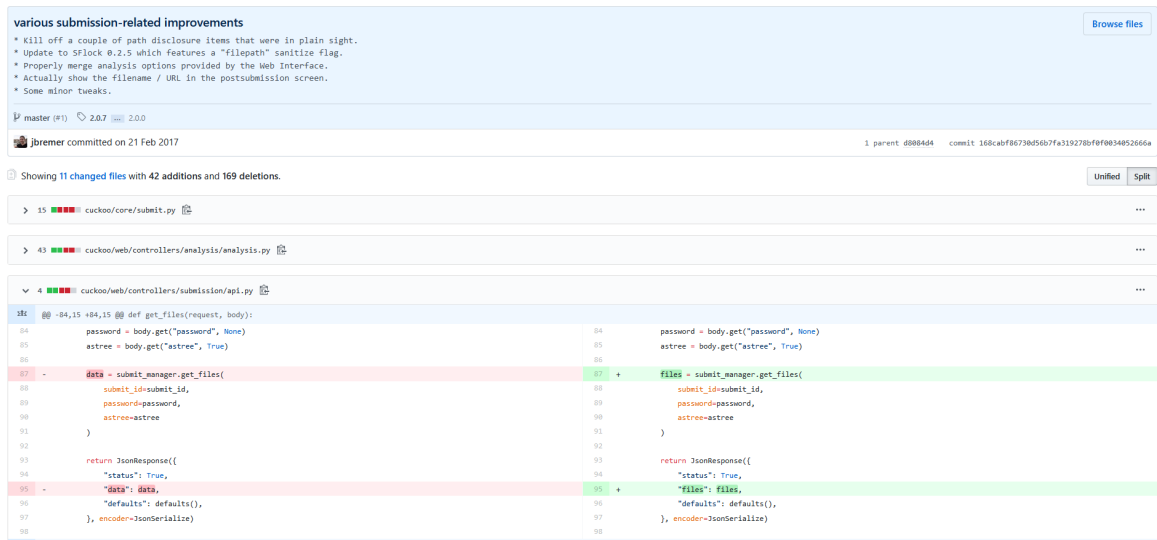 various submission-related improvements
Browse files
* Kill off a couple of path disclosure items that were in plain sight.
* Update to SFlock 0.2.5 which features a "filepath" sanitize flag.
* Properly merge analysis options provided by the Web Interface.
* Actually show the filename / URL in the postsubmission screen.
* Some minor tweaks.
master (#1) 2.0.7 ... 2.0.0
jbremer committed on 21 Feb 2017
1 parent d8084d4 commit 168cabf86730d56b7fa319278bf0f0034052666a
Showing 11 changed files with 42 additions and 169 deletions.
Unified Split
15 cuckoo/core/submit.py
43 cuckoo/web/controllers/analysis/analysis.py
4 cuckoo/web/controllers/submission/api.py
@@ -84,15 +84,15 @@ def get_files(request, body):
84 password = body.get("password", None) 84 password = body.get("password", None)
85 astree = body.get("astree", True) 85 astree = body.get("astree", True)
86 86
87 - data = submit_manager.get_files( 87 + files = submit_manager.get_files(
88 submit_id=submit_id, 88 submit_id=submit_id,
89 password=password, 89 password=password,
90 astree=astree 90 astree=astree
91 ) 91 )
92 92
93 return JsonResponse({ 93 return JsonResponse({
94 "status": True, 94 "status": True,
95 - "data": data, 95 + "files": files,
96 "defaults": defaults(), 96 "defaults": defaults(),
97 }, encoder=JsonSerialize) 97 }, encoder=JsonSerialize)
98 98